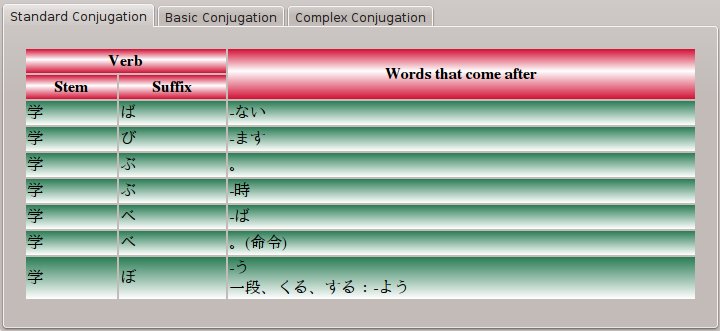 Standard Conjugation Basic Conjugation Complex Conjugation
Verb Words that come after
Stem Suffix
学 ば -ない
学 び -ます
学 ぶ 。
学 ぶ -時
学 べ -ば
学 べ 。(命令)
学 ぼ -う
一段、くる、する：-よう